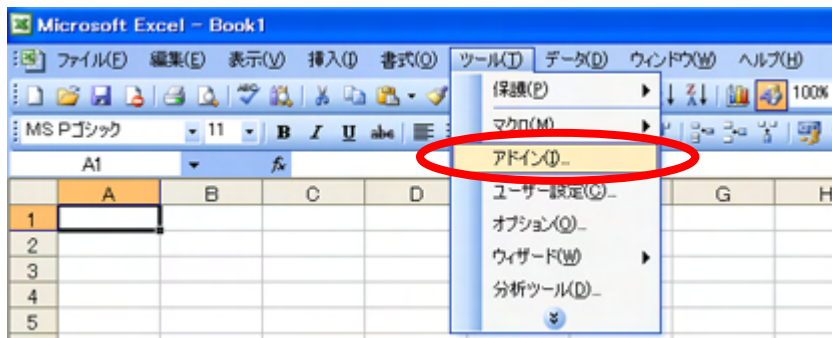 Microsoft Excel - Book1
ファイル(F) 編集(E) 表示(V) 挿入(I) 書式(O) ツール(T) データ(D) ウィンドウ(W) ヘルプ(H)
100%
MS Pゴシック 11 B I U abc
A1 fx
A B C D G H
1
2
3
4
5
保護(P)
マクロ(M)
アドイン(I)...
ユーザー設定(C)...
オプション(O)...
ウィザード(W)
分析ツール(D)...